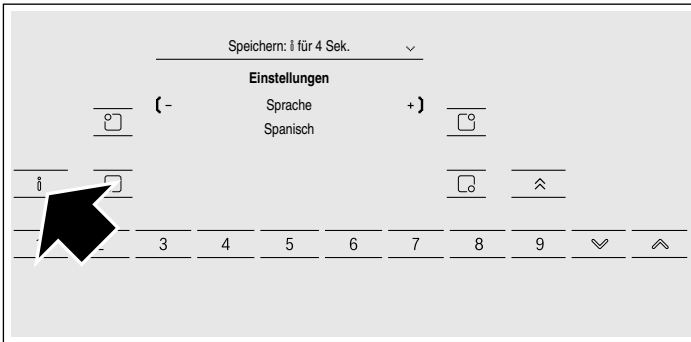 Speichern: i für 4 Sek.
Einstellungen
- Sprache +
Spanisch
i
3 4 5 6 7 8 9